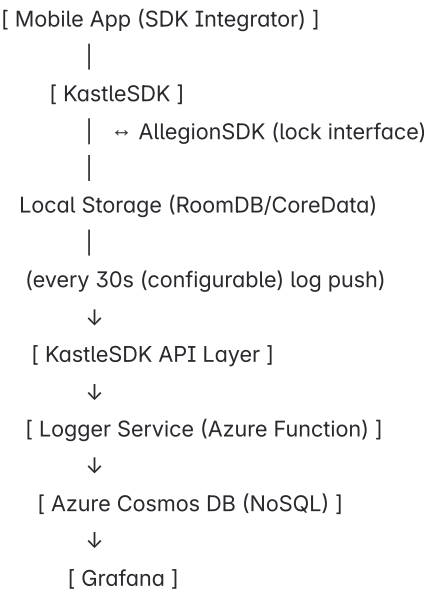 [ Mobile App (SDK Integrator) ]
|
[ KastleSDK ]
| ↔ AllegionSDK (lock interface)
|
Local Storage (RoomDB/CoreData)
|
(every 30s (configurable) log push)
↓
[ KastleSDK API Layer ]
↓
[ Logger Service (Azure Function) ]
↓
[ Azure Cosmos DB (NoSQL) ]
↓
[ Grafana ]